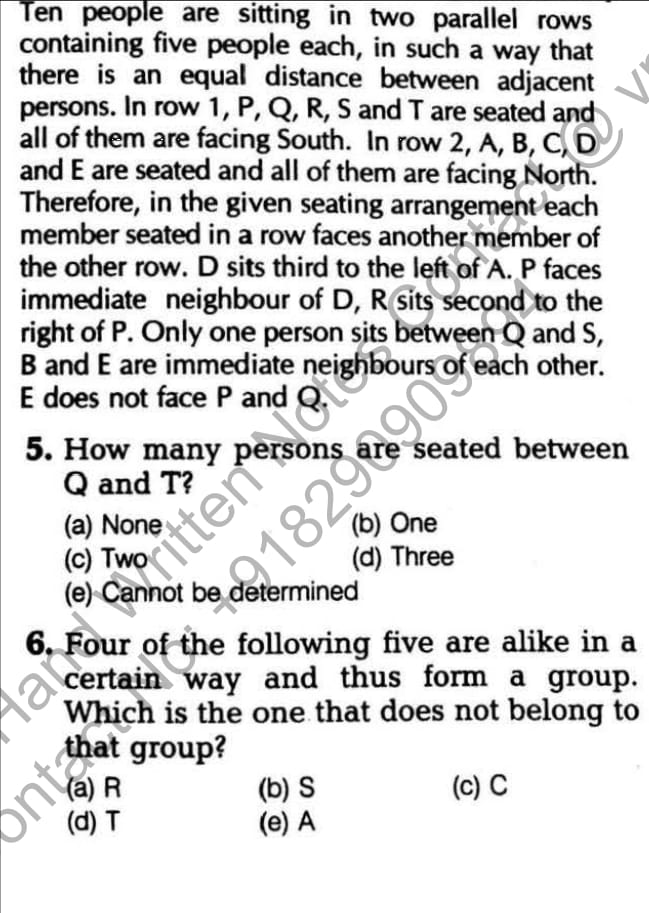 Ten people are sitting in two parallel rows
containing five people each, in such a way that
there is an equal distance between adjacent
persons. In row 1, P, Q, R, S and T are seated and
all of them are facing South. In row 2, A, B, C, D
and E are seated and all of them are facing North.
Therefore, in the given seating arrangement each
member seated in a row faces another member of
the other row. D sits third to the left of A. P faces
immediate neighbour of D, R sits second to the
right of P. Only one person sits between Q and S,
B and E are immediate neighbours of each other.
E does not face P and Q.
5. How many persons are seated between
Q and T?
(a) None (b) One
(c) Two (d) Three
(e) Cannot be determined
6. Four of the following five are alike in a
certain way and thus form a group.
Which is the one that does not belong to
that group?
(a) R (b) S (c) C
(d) T (e) A
Hand Written Notes Contact @
Contact No: +918290909894